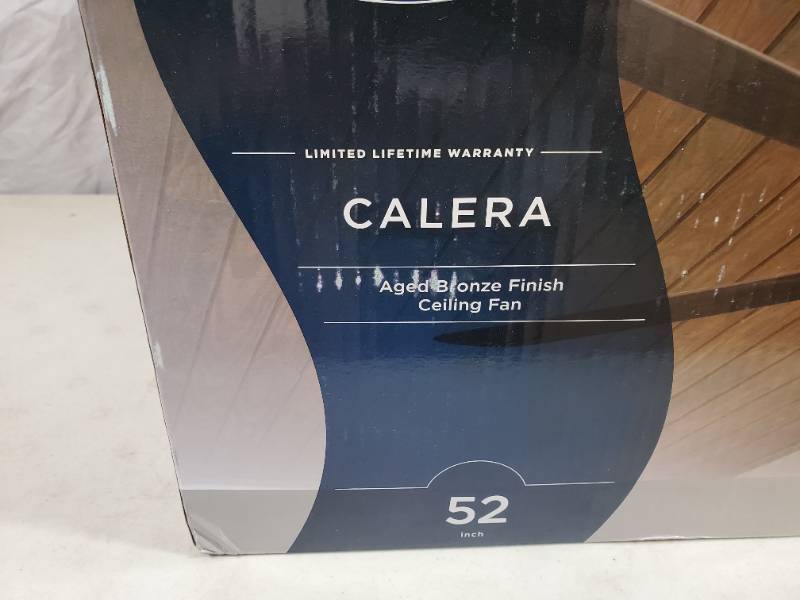 LIMITED LIFETIME WARRANTY
CALERA
Aged Bronze Finish
Ceiling Fan
52
inch